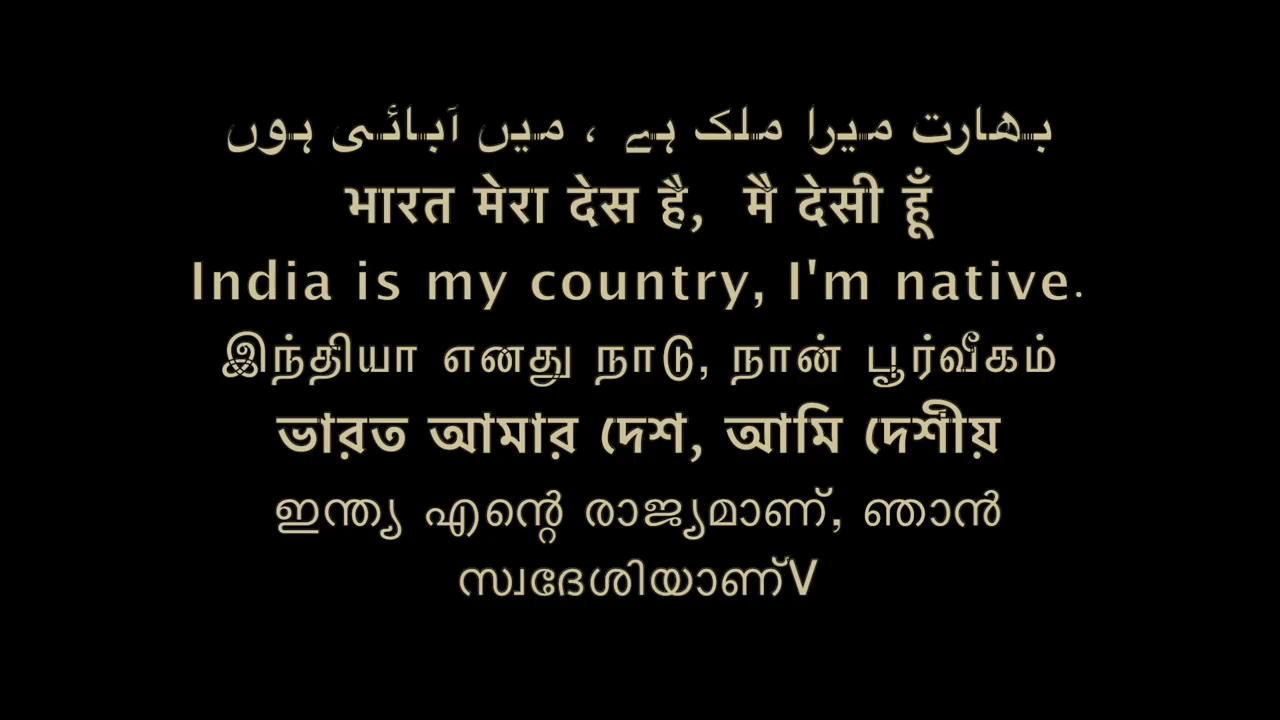 بھارت میرا ملک ہے ، میں آبائی ہوں
भारत मेरा देस है, मै देसी हूँ
India is my country, I'm native.
இந்தியா எனது நாடு, நான் பூர்வீகம்
ভারত আমার দেশ, আমি দেশীয়
ഇന്ത്യ എന്റെ രാജ്യമാണ്, ഞാൻ
സ്വദേശിയാണ്V